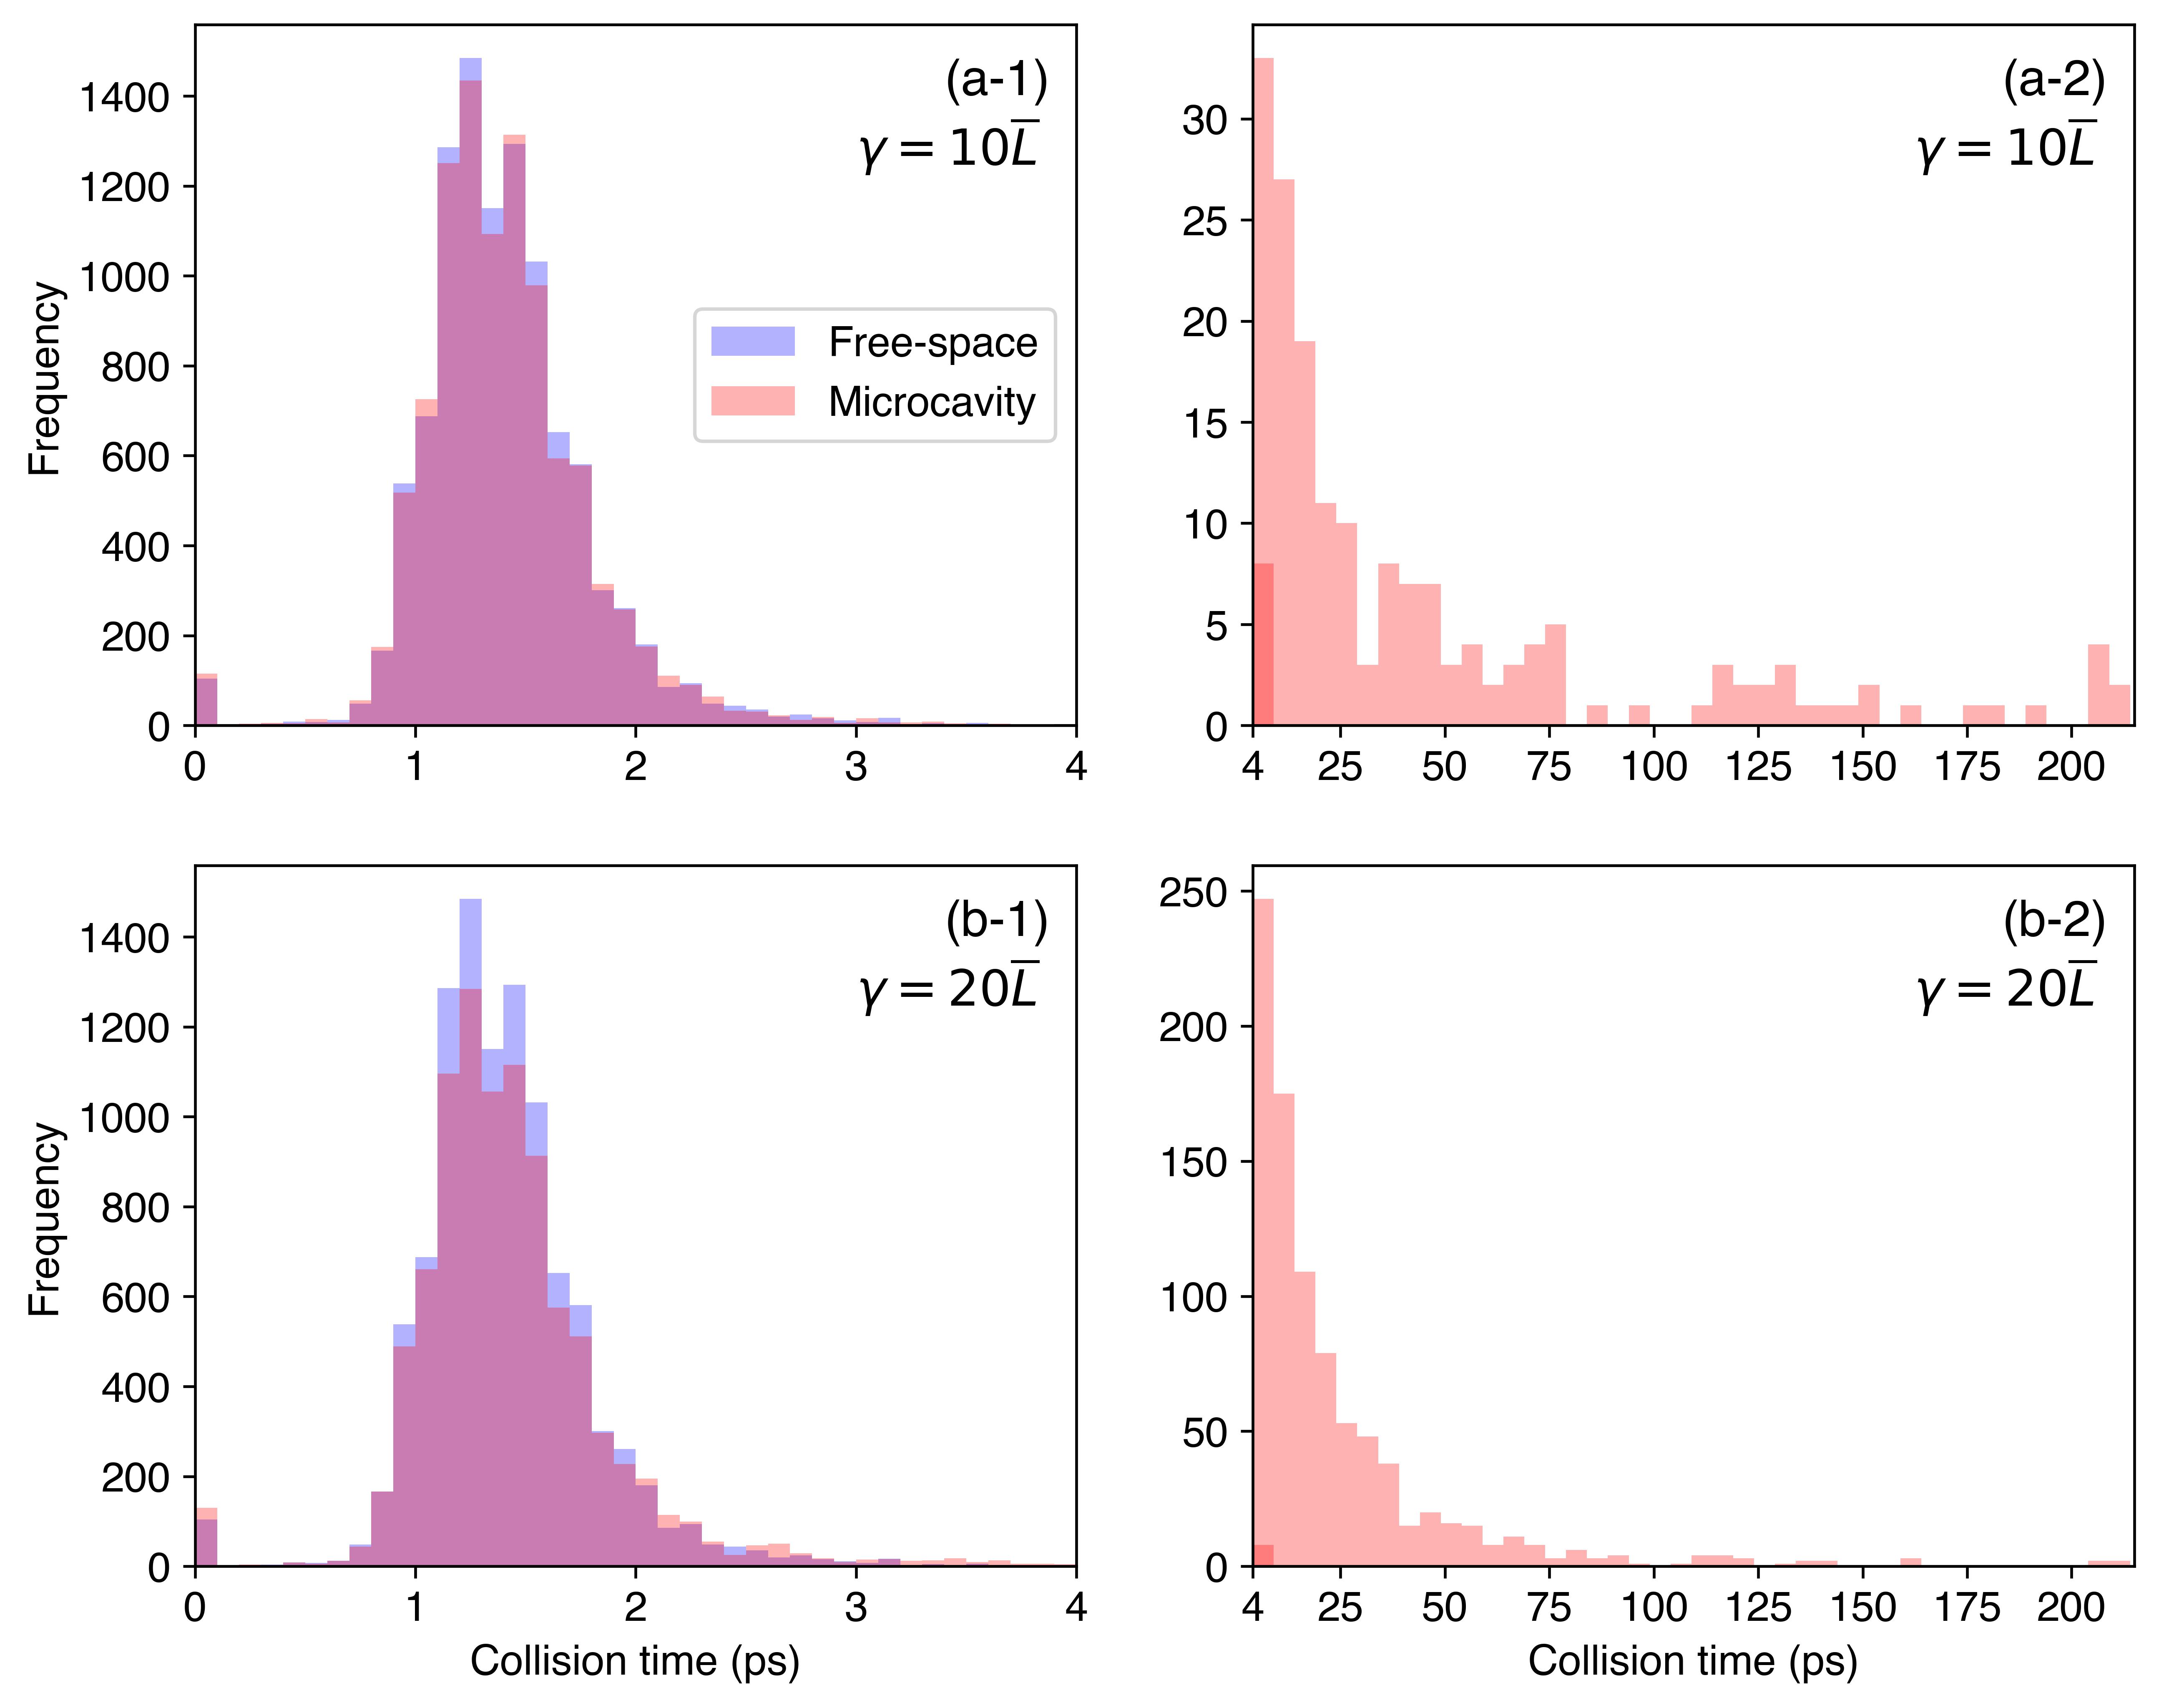 (a-1)
γ = 10L̅
Frequency
1400
1200
1000
800
600
400
200
0
0 1 2 3 4
Free-space
Microcavity
(a-2)
γ = 10L̅
30
25
20
15
10
5
0
4 25 50 75 100 125 150 175 200
(b-1)
γ = 20L̅
Frequency
1400
1200
1000
800
600
400
200
0
0 1 2 3 4
Collision time (ps)
(b-2)
γ = 20L̅
250
200
150
100
50
0
4 25 50 75 100 125 150 175 200
Collision time (ps)